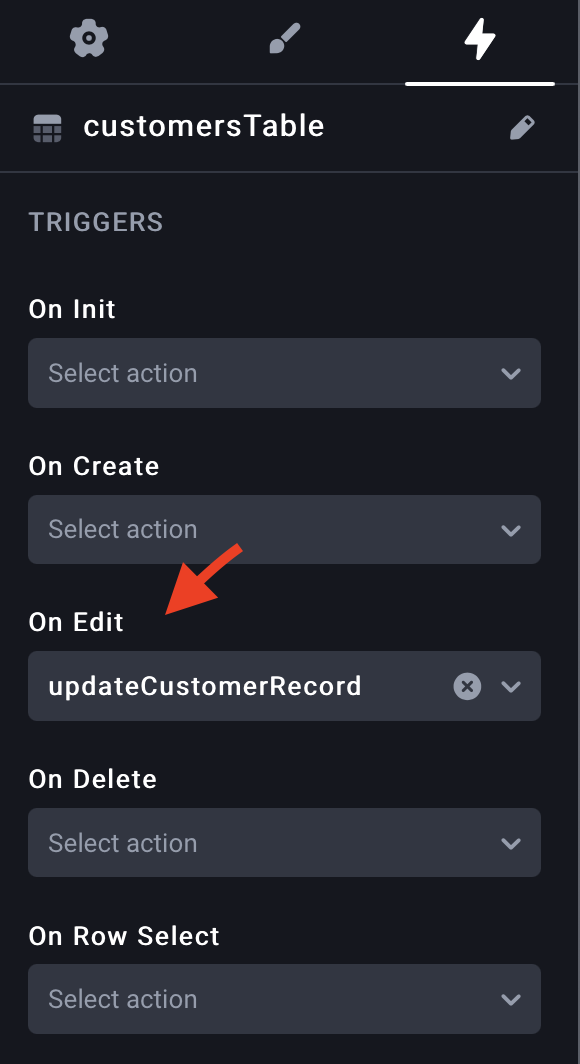 customersTable
TRIGGERS
On Init
Select action
On Create
Select action
On Edit
updateCustomerRecord
On Delete
Select action
On Row Select
Select action